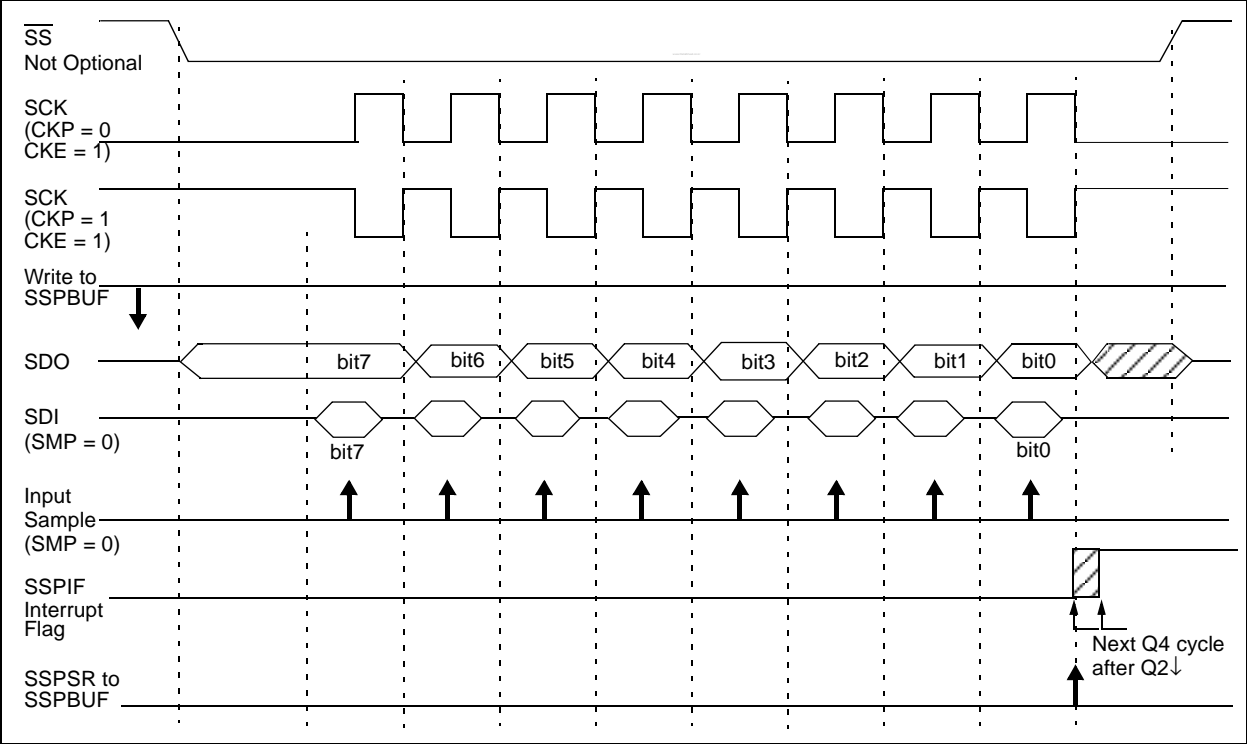 SS
Not Optional
SCK
(CKP = 0
CKE = 1)
SCK
(CKP = 1
CKE = 1)
Write to
SSPBUF
SDO
bit7 bit6 bit5 bit4 bit3 bit2 bit1 bit0
SDI
(SMP = 0)
bit7 bit0
Input
Sample
(SMP = 0)
SSPIF
Interrupt
Flag
Next Q4 cycle
after Q2↓
SSPSR to
SSPBUF